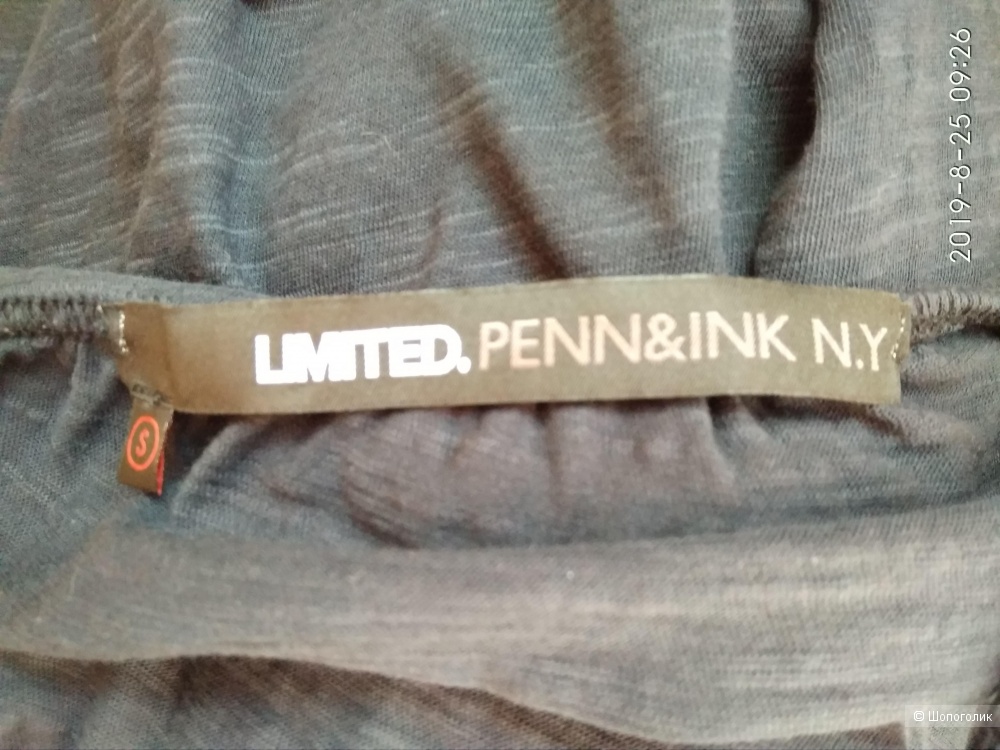 LIMITED. PENN&INK N.Y.
S
2019-8-25 09:26
© Шопоголик